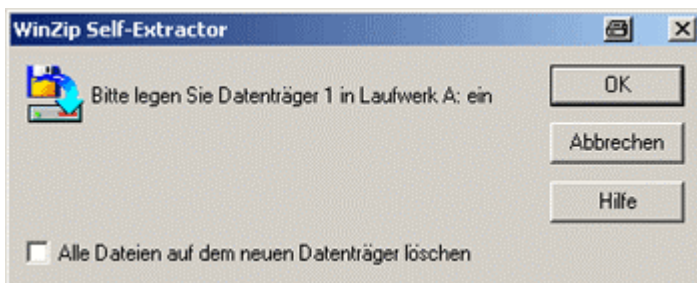 WinZip Self-Extractor
Bitte legen Sie Datenträger 1 in Laufwerk A: ein
OK
Abbrechen
Hilfe
Alle Dateien auf dem neuen Datenträger löschen